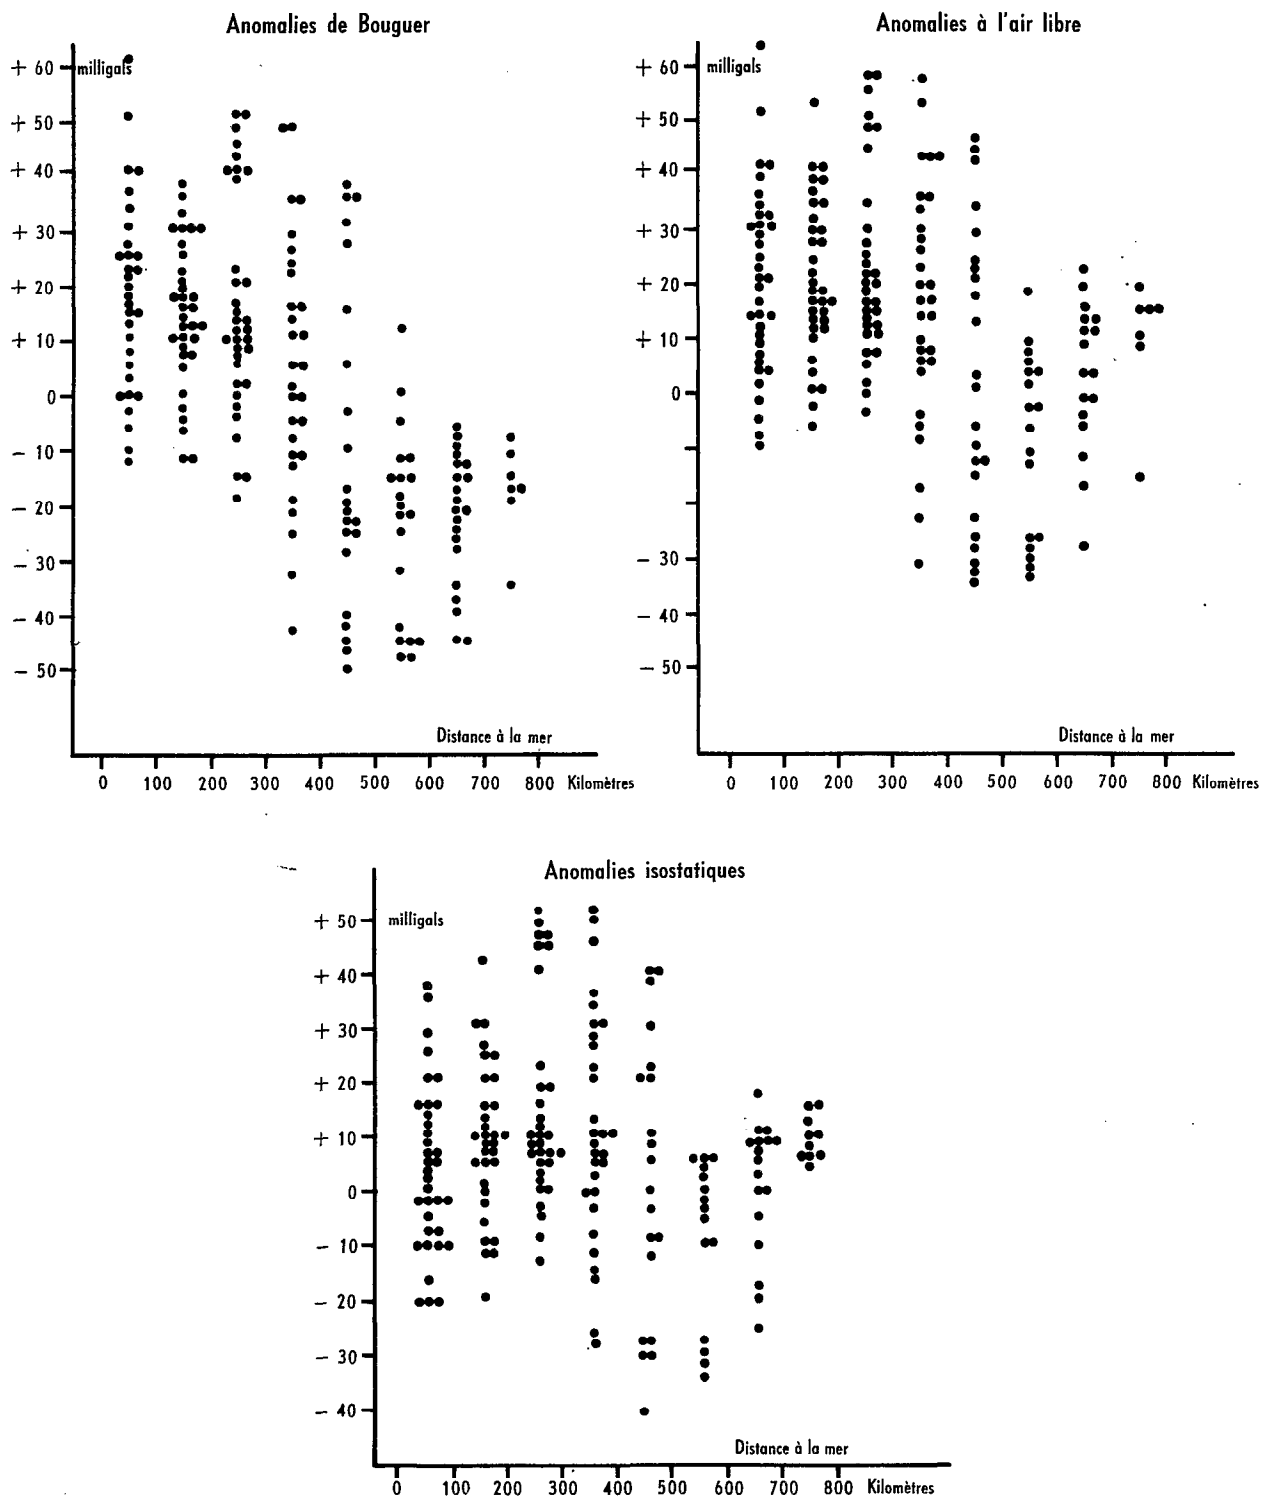 Anomalies de Bouguer
+ 60
milligals
+ 50
+ 40
+ 30
+ 20
+ 10
0
− 10
− 20
− 30
− 40
− 50
Distance à la mer
0 100 200 300 400 500 600 700 800 Kilomètres
Anomalies à l'air libre
+ 60
milligals
+ 50
+ 40
+ 30
+ 20
+ 10
0
− 30
− 40
− 50
Distance à la mer
0 100 200 300 400 500 600 700 800 Kilomètres
Anomalies isostatiques
+ 50
milligals
+ 40
+ 30
+ 20
+ 10
0
− 10
− 20
− 30
− 40
Distance à la mer
0 100 200 300 400 500 600 700 800 Kilomètres